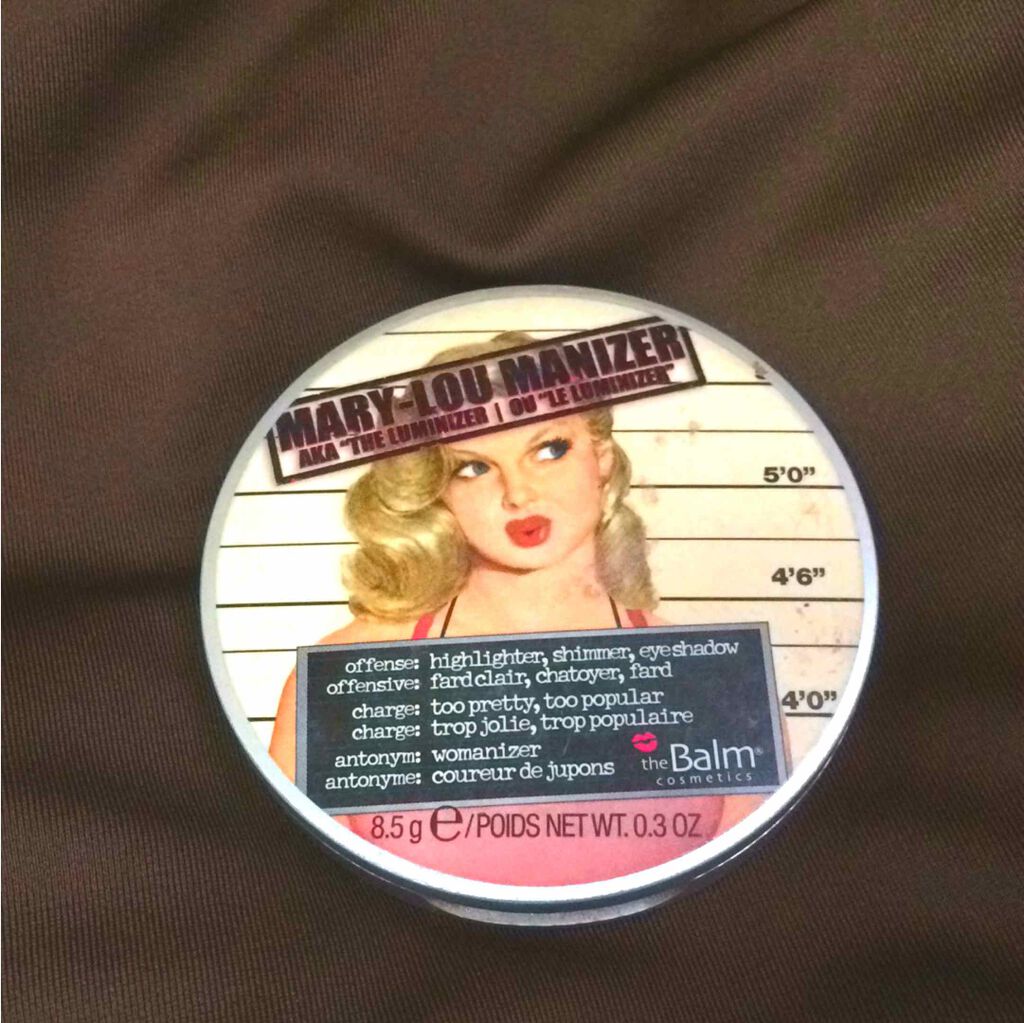 MARY-LOU MANIZER
AKA "THE LUMINIZER | OU "LE LUMINIZER"
5'0"
4'6"
4'0"
offense: highlighter, shimmer, eyeshadow
offensive: fard clair, chatoyer, fard
charge: too pretty, too popular
charge: trop jolie, trop populaire
antonym: womanizer
antonyme: coureur de jupons
theBalm®
cosmetics
8.5 g e/POIDS NET WT. 0.3 OZ